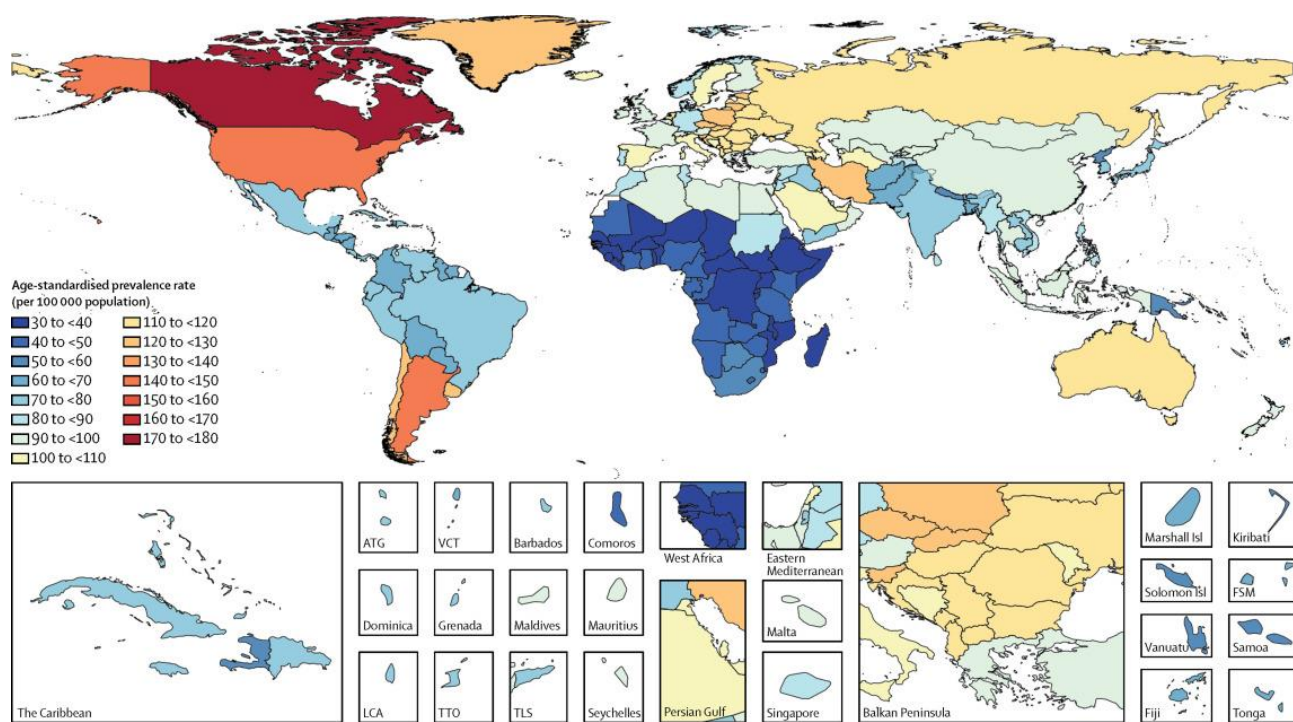 Age-standardised prevalence rate
(per 100 000 population)
30 to <40
40 to <50
50 to <60
60 to <70
70 to <80
80 to <90
90 to <100
100 to <110
110 to <120
120 to <130
130 to <140
140 to <150
150 to <160
160 to <170
170 to <180
The Caribbean
ATG
VCT
Barbados
Comoros
Dominica
Grenada
Maldives
Mauritius
LCA
TTO
TLS
Seychelles
West Africa
Eastern
Mediterranean
Persian Gulf
Malta
Singapore
Balkan Peninsula
Marshall Isl
Kiribati
Solomon Isl
FSM
Vanuatu
Samoa
Fiji
Tonga